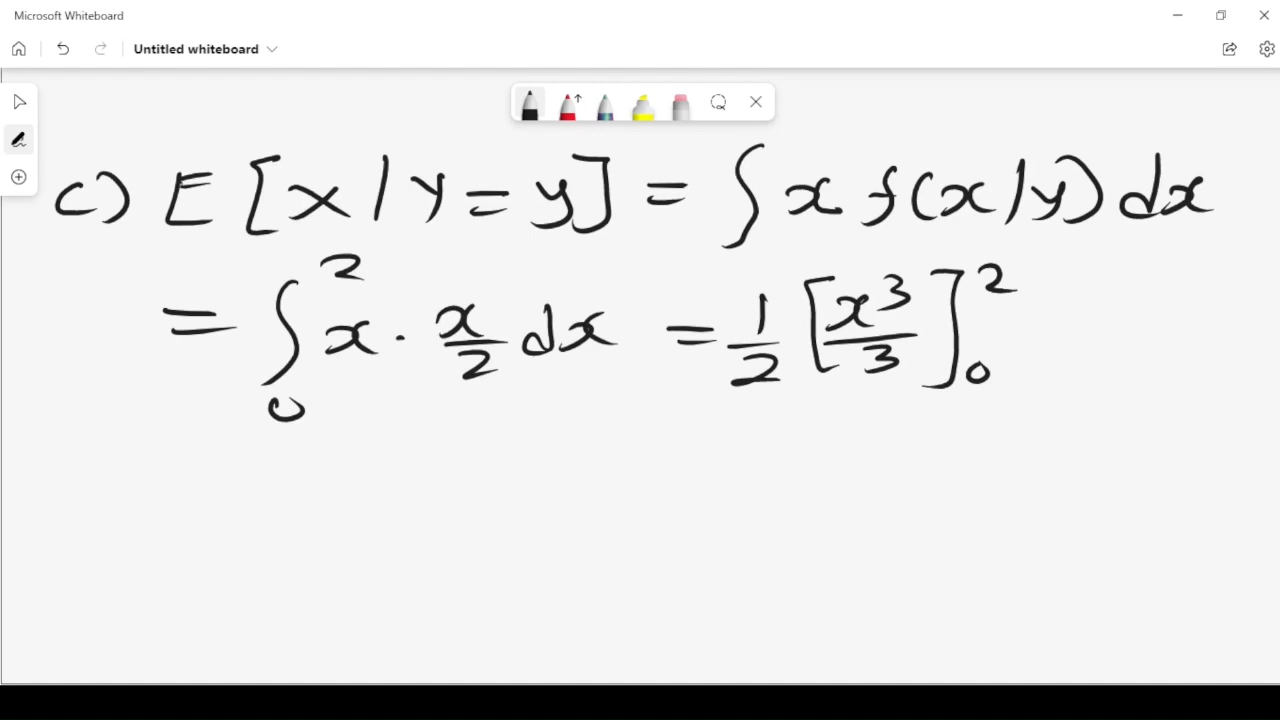 Microsoft Whiteboard
Untitled whiteboard
c) E[X/Y=y] = ∫ x f(x/y) dx
= ∫₀² x · x/2 dx = 1/2 [x³/3]₀²